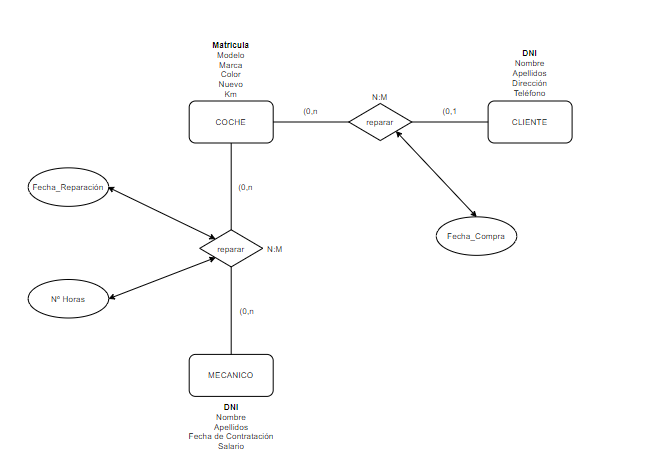 Matrícula
Modelo
Marca
Color
Nuevo
Km
COCHE
(0,n
N:M
reparar
(0,1
DNI
Nombre
Apellidos
Dirección
Teléfono
CLIENTE
Fecha_Compra
(0,n
Fecha_Reparación
reparar
N:M
Nº Horas
(0,n
MECANICO
DNI
Nombre
Apellidos
Fecha de Contratación
Salario